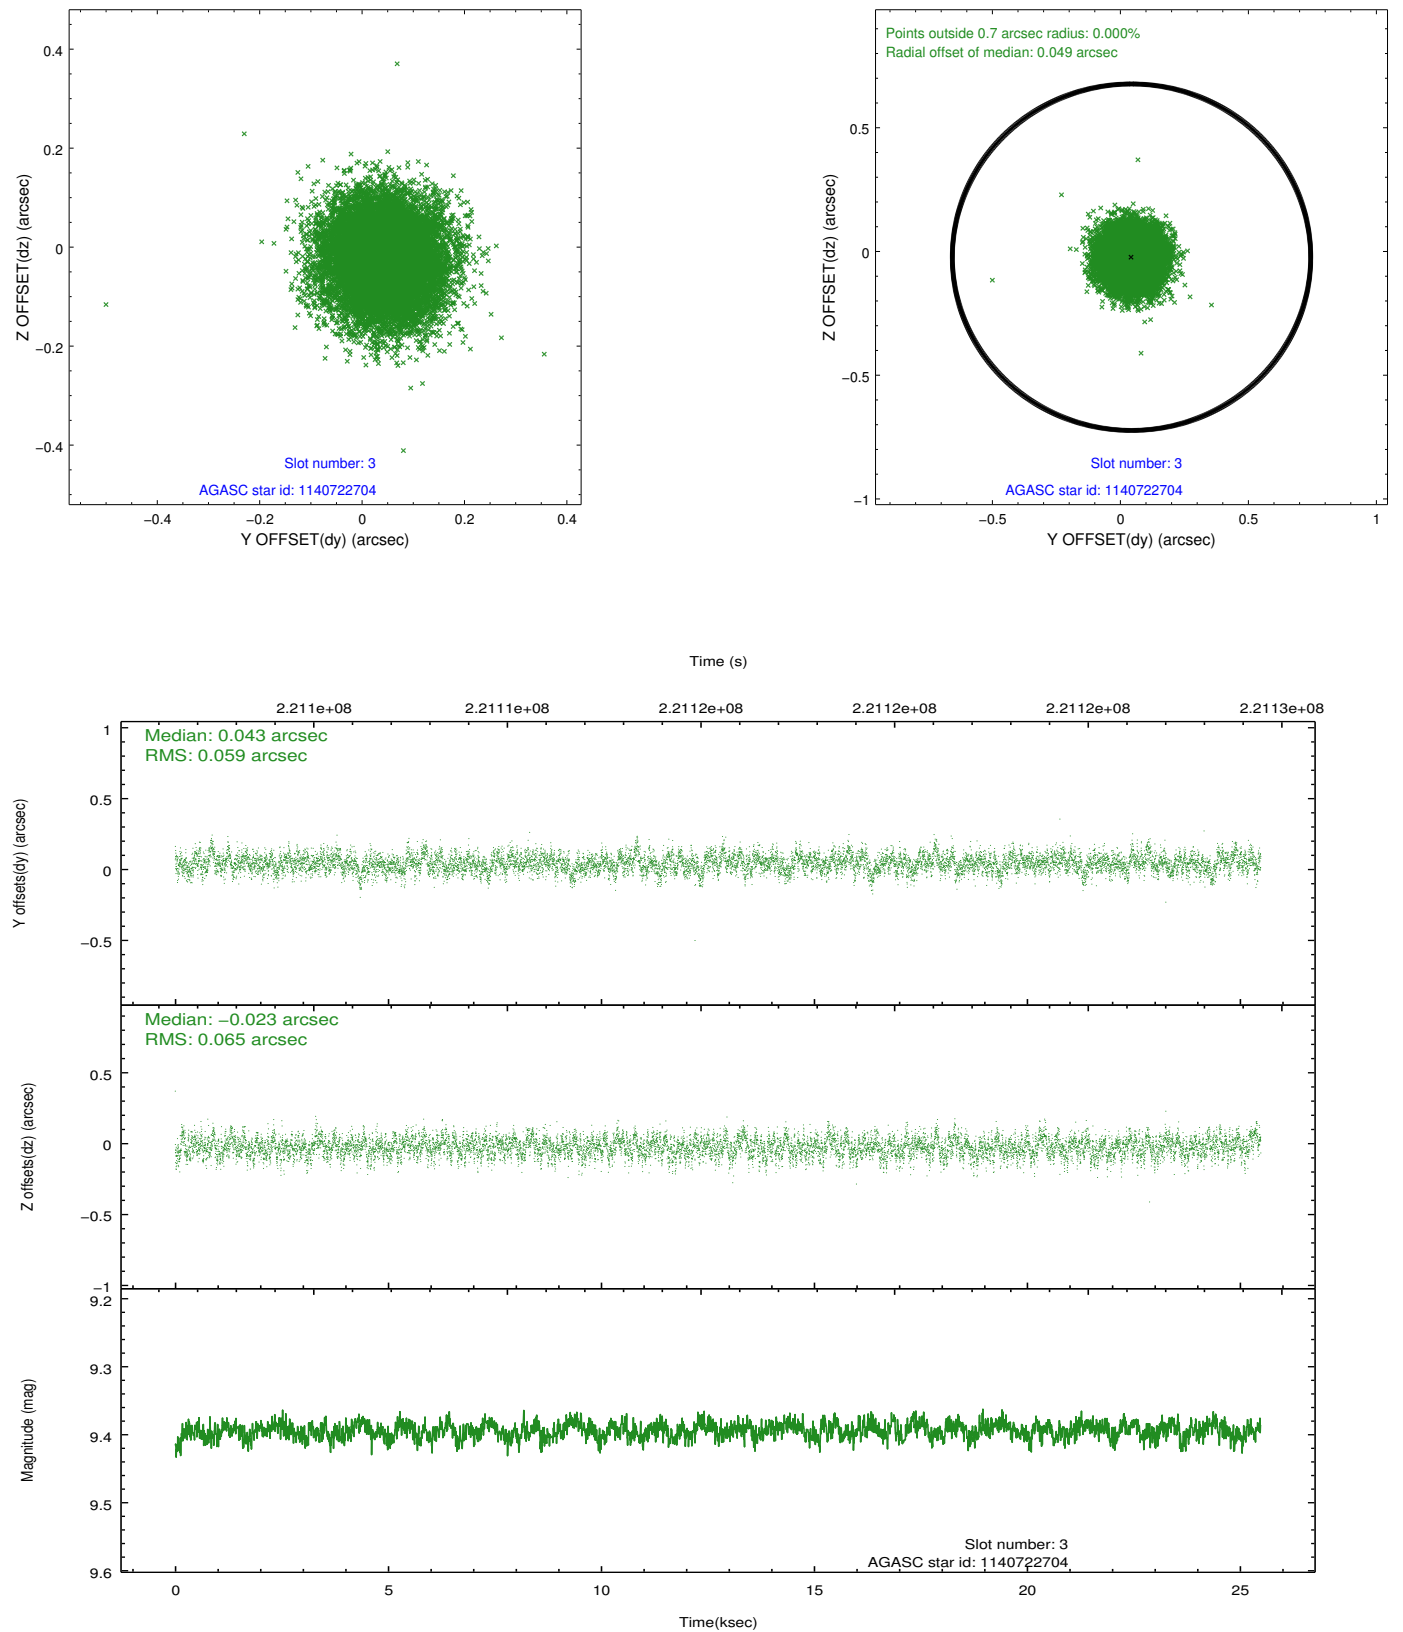 0.4
0.2
0
−0.2
−0.4
Z OFFSET(dz) (arcsec)
Slot number: 3
AGASC star id: 1140722704
−0.4 −0.2 0 0.2 0.4
Y OFFSET(dy) (arcsec)
Points outside 0.7 arcsec radius: 0.000%
Radial offset of median: 0.049 arcsec
0.5
0
−0.5
−1
Z OFFSET(dz) (arcsec)
Slot number: 3
AGASC star id: 1140722704
−0.5 0 0.5 1
Y OFFSET(dy) (arcsec)
Time (s)
2.211e+08 2.2111e+08 2.2112e+08 2.2112e+08 2.2112e+08 2.2113e+08
Median: 0.043 arcsec
RMS: 0.059 arcsec
1
0.5
0
−0.5
Y offsets(dy) (arcsec)
Median: −0.023 arcsec
RMS: 0.065 arcsec
0.5
0
−0.5
−1
Z offsets(dz) (arcsec)
9.2
9.3
9.4
9.5
9.6
Magnitude (mag)
Slot number: 3
AGASC star id: 1140722704
0 5 10 15 20 25
Time(ksec)